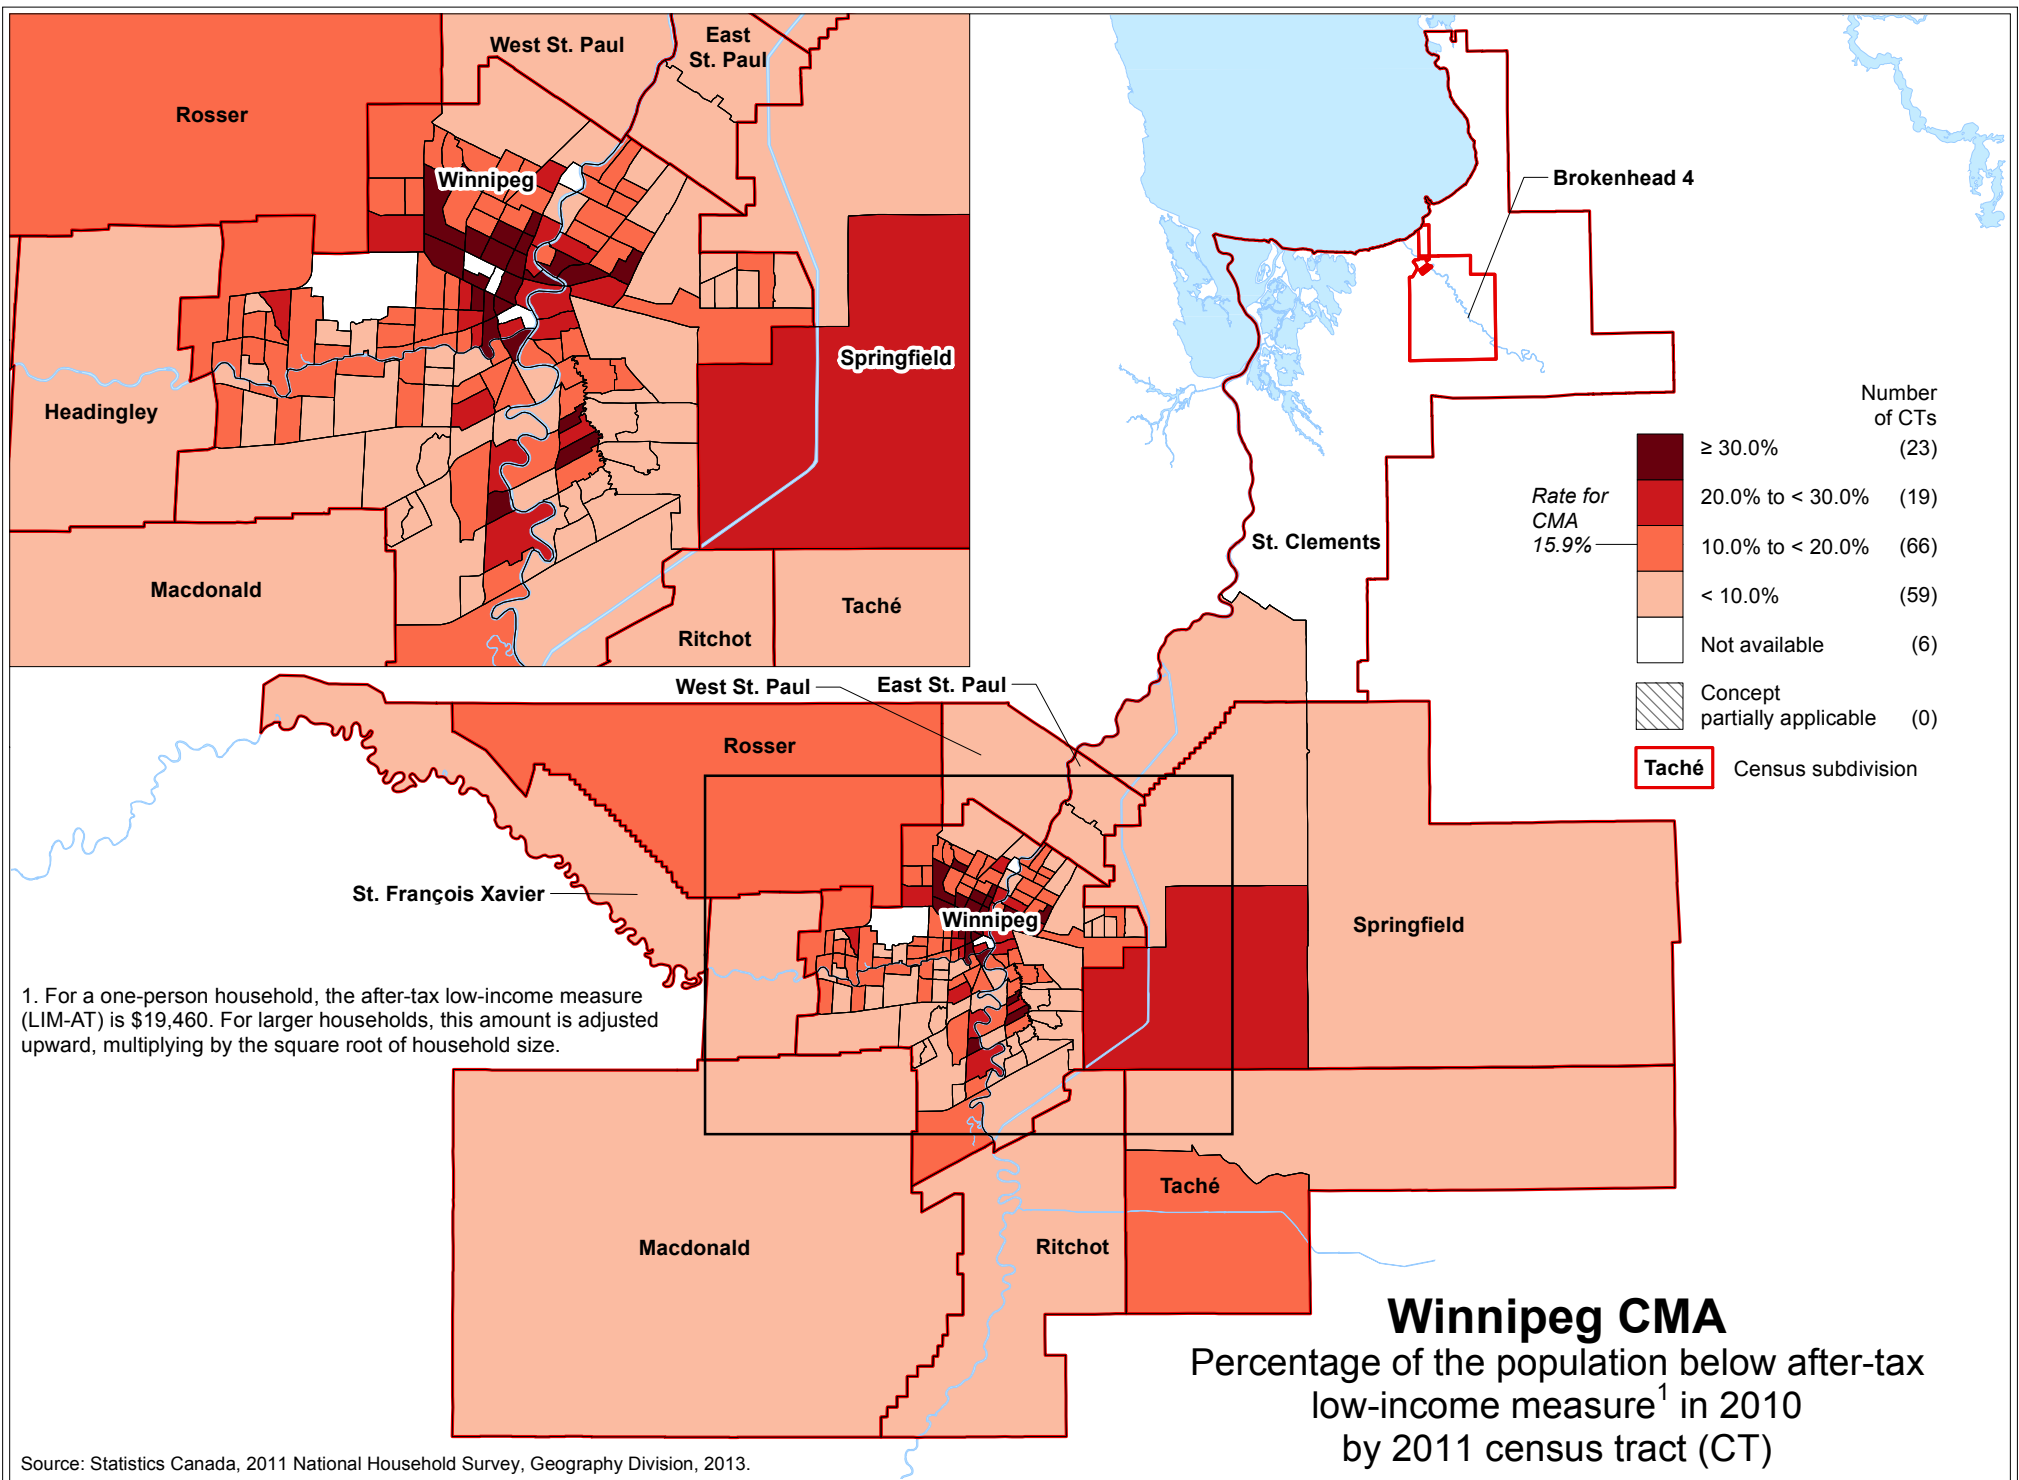 West St. Paul
East
St. Paul
Rosser
Winnipeg
Springfield
Headingley
Macdonald
Ritchot
Taché
Brokenhead 4
St. Clements
Number
of CTs
≥ 30.0% (23)
20.0% to < 30.0% (19)
10.0% to < 20.0% (66)
< 10.0% (59)
Not available (6)
Concept
partially applicable (0)
Rate for
CMA
15.9%
Taché Census subdivision
West St. Paul
East St. Paul
Rosser
St. François Xavier
Winnipeg
Springfield
Taché
Macdonald
Ritchot
1. For a one-person household, the after-tax low-income measure
(LIM-AT) is $19,460. For larger households, this amount is adjusted
upward, multiplying by the square root of household size.
Winnipeg CMA
Percentage of the population below after-tax
low-income measure1 in 2010
by 2011 census tract (CT)
Source: Statistics Canada, 2011 National Household Survey, Geography Division, 2013.